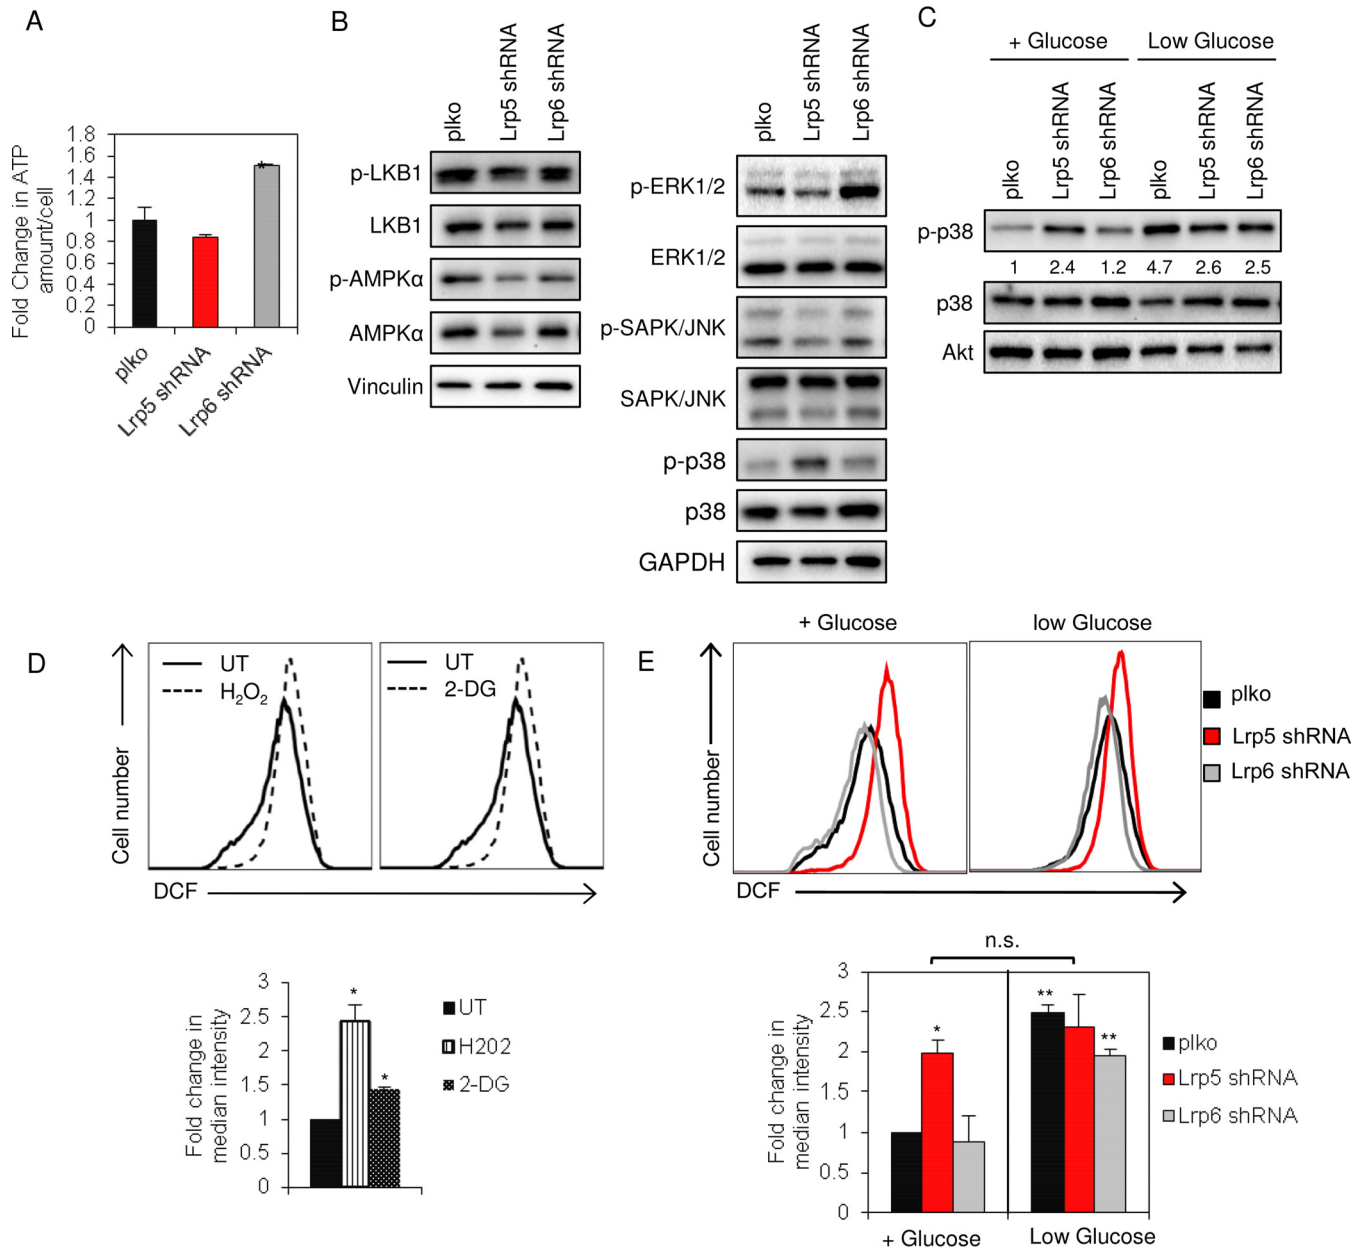 A
Fold Change in ATP
amount/cell
1.8
1.6
1.4
1.2
1
0.8
0.6
0.4
0.2
0
*
plko
Lrp5 shRNA
Lrp6 shRNA
B
plko
Lrp5 shRNA
Lrp6 shRNA
p-LKB1
LKB1
p-AMPKα
AMPKα
Vinculin
plko
Lrp5 shRNA
Lrp6 shRNA
p-ERK1/2
ERK1/2
p-SAPK/JNK
SAPK/JNK
p-p38
p38
GAPDH
C
+ Glucose
Low Glucose
plko
Lrp5 shRNA
Lrp6 shRNA
plko
Lrp5 shRNA
Lrp6 shRNA
p-p38
1 2.4 1.2 4.7 2.6 2.5
p38
Akt
D
Cell number
UT
H2O2
UT
2-DG
DCF
Fold change in
median intensity
3
2.5
2
1.5
1
0.5
0
*
*
UT
H202
2-DG
E
+ Glucose
low Glucose
Cell number
DCF
plko
Lrp5 shRNA
Lrp6 shRNA
n.s.
Fold change in
median intensity
3
2.5
2
1.5
1
0.5
0
*
**
**
+ Glucose
Low Glucose
plko
Lrp5 shRNA
Lrp6 shRNA